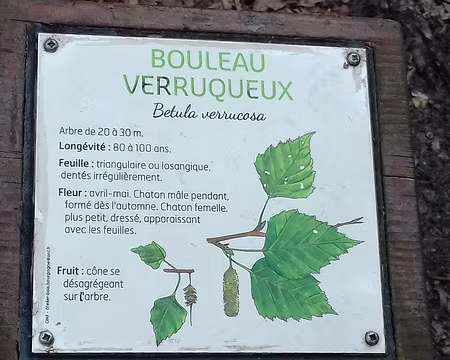 BOULEAU
VERRUQUEUX
Betula verrucosa
Arbre de 20 à 30 m.
Longévité : 80 à 100 ans.
Feuille : triangulaire ou losangique,
dentés irrégulièrement.
Fleur : avril-mai. Chaton mâle pendant,
formé dès l'automne. Chaton femelle.
plus petit, dressé, apparaissant
avec les feuilles.
Fruit : cône se
désagrégeant
sur l'arbre.